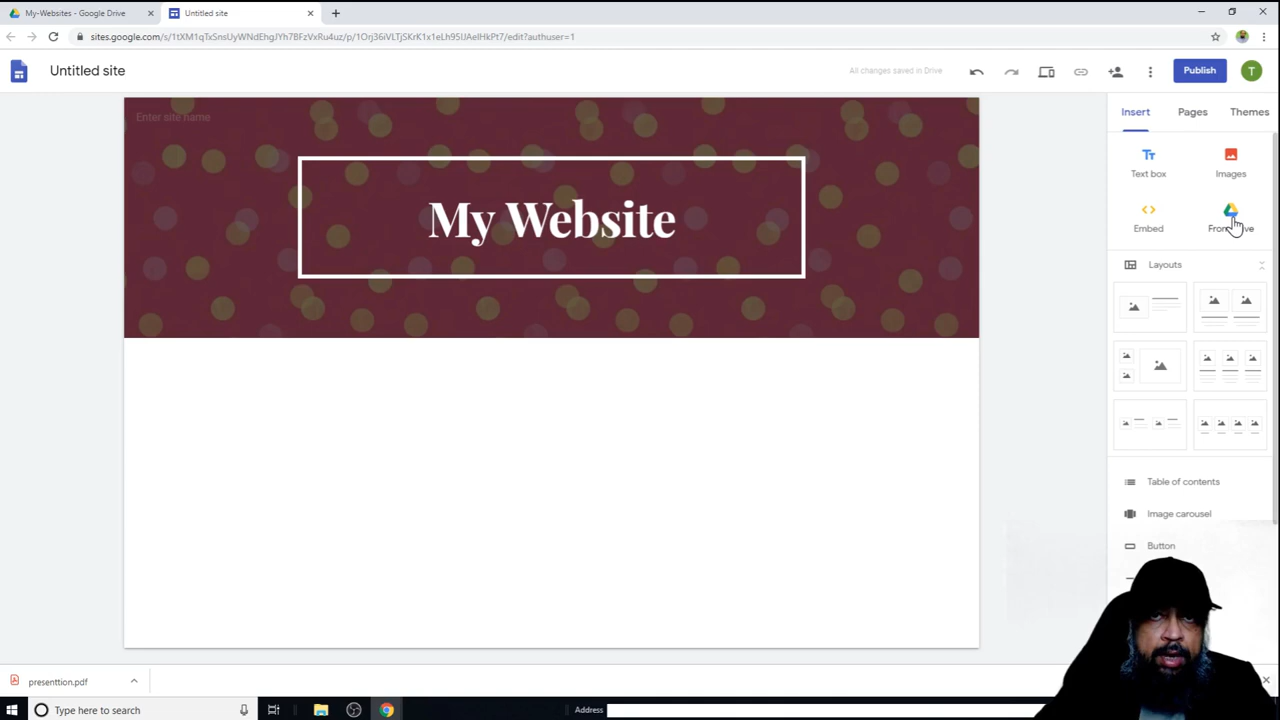 My-Websites - Google Drive
Untitled site
sites.google.com/s/1tXM1qTxSnsUyWNdEhgJYh7BFzVxRu4uz/p/1Orj36iVLTjSKrK1x1eLh95lJAelHkPt7/edit?authuser=1
Untitled site
All changes saved in Drive
Publish
T
Enter site name
My Website
Insert
Pages
Themes
Text box
Images
Embed
Layouts
Table of contents
Image carousel
Button
presenttion.pdf
Type here to search
Address